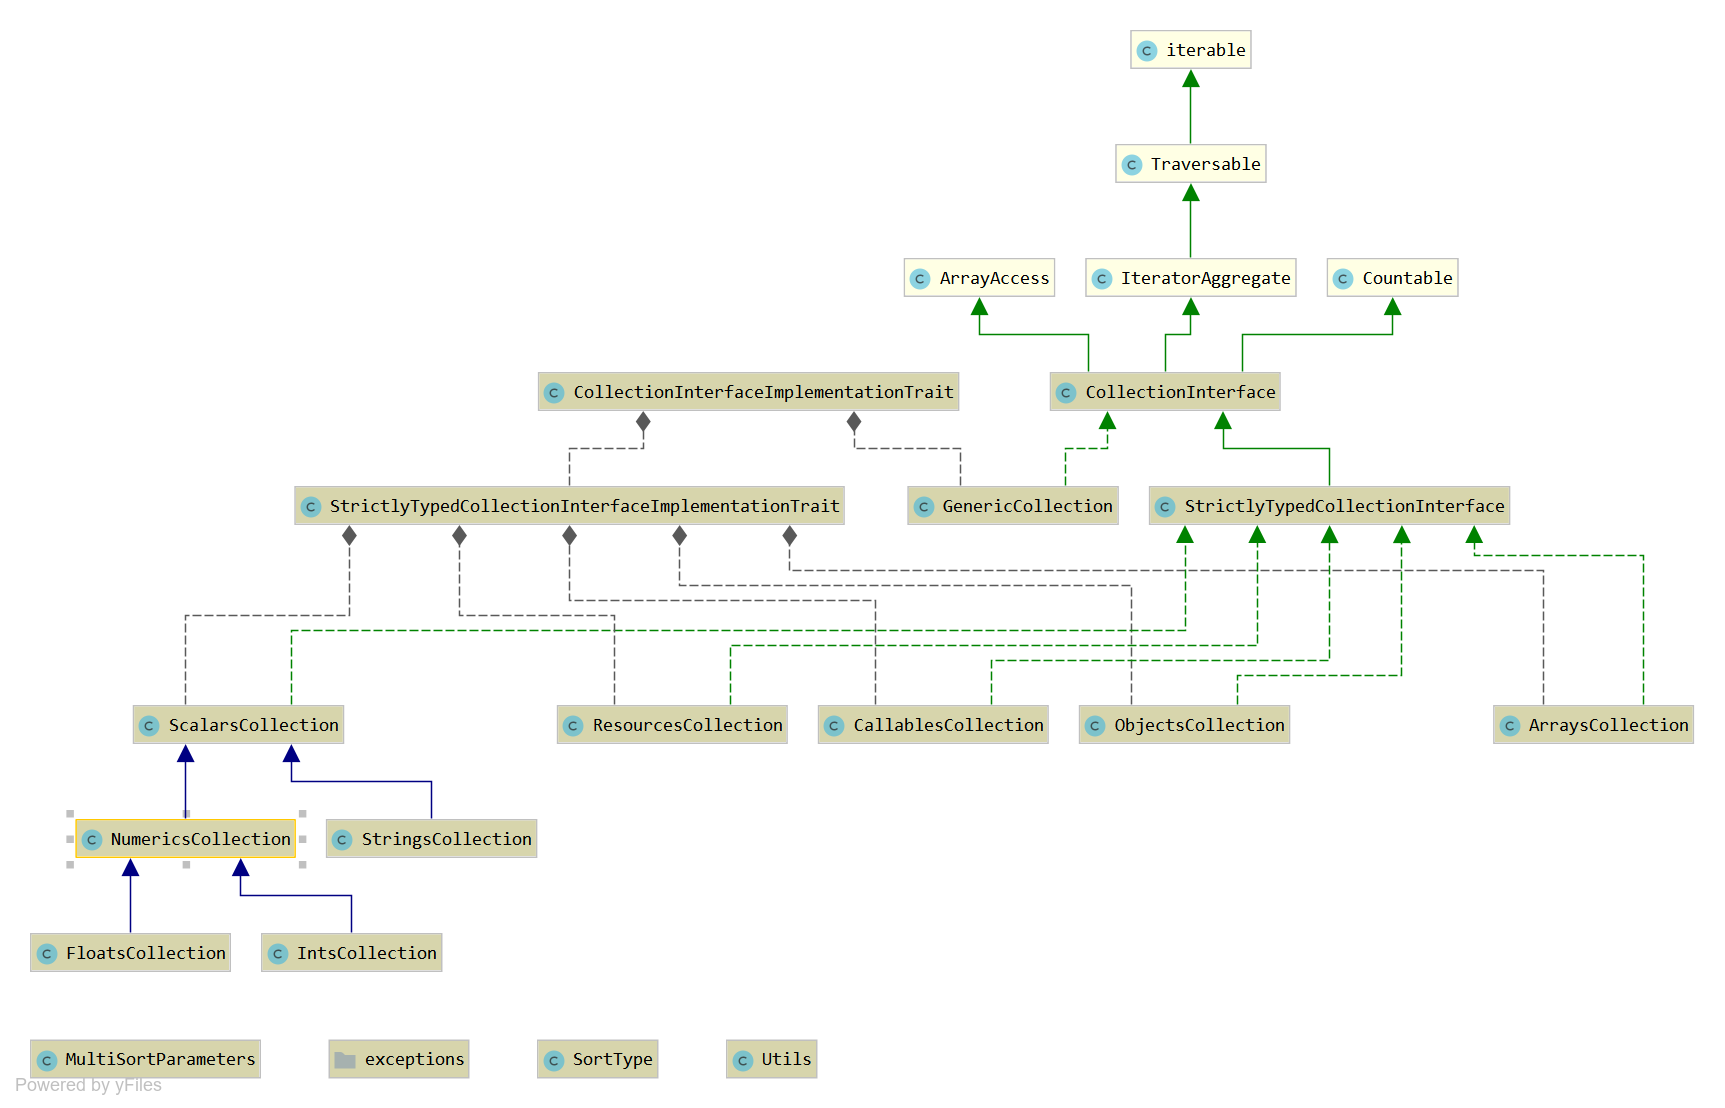 iterable
Traversable
ArrayAccess
IteratorAggregate
Countable
CollectionInterfaceImplementationTrait
CollectionInterface
StrictlyTypedCollectionInterfaceImplementationTrait
GenericCollection
StrictlyTypedCollectionInterface
ScalarsCollection
ResourcesCollection
CallablesCollection
ObjectsCollection
ArraysCollection
NumericsCollection
StringsCollection
FloatsCollection
IntsCollection
MultiSortParameters
exceptions
SortType
Utils
Powered by yFiles